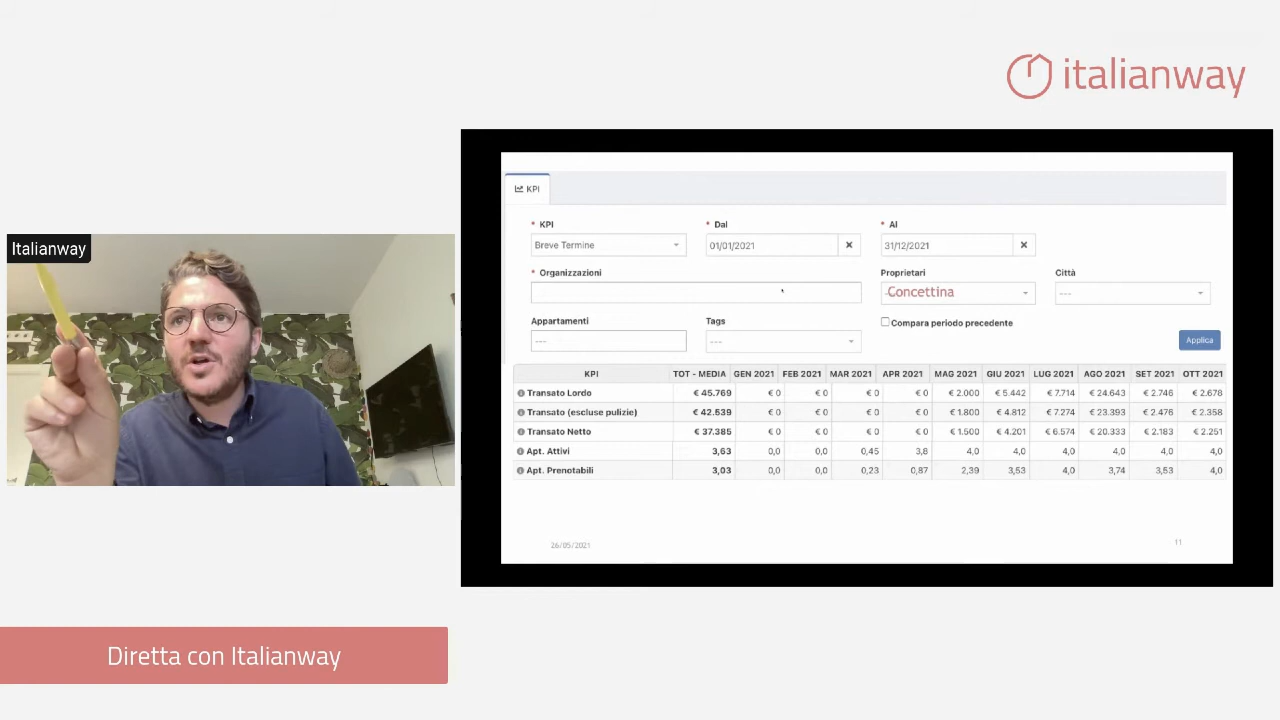 italianway
Italianway
KPI
* KPI
* Dal
* Al
Breve Termine
01/01/2021
31/12/2021
* Organizzazioni
Proprietari
Città
Concettina
---
Appartamenti
Tags
Compara periodo precedente
---
---
Applica
KPI TOT - MEDIA GEN 2021 FEB 2021 MAR 2021 APR 2021 MAG 2021 GIU 2021 LUG 2021 AGO 2021 SET 2021 OTT 2021
Transato Lordo € 45.769 € 0 € 0 € 0 € 0 € 2.000 € 5.442 € 7.714 € 24.643 € 2.746 € 2.678
Transato (escluse pulizie) € 42.539 € 0 € 0 € 0 € 0 € 1.800 € 4.812 € 7.274 € 23.393 € 2.476 € 2.358
Transato Netto € 37.385 € 0 € 0 € 0 € 0 € 1.500 € 4.201 € 6.574 € 20.333 € 2.183 € 2.251
Apt. Attivi 3,63 0,0 0,0 0,45 3,8 4,0 4,0 4,0 4,0 4,0 4,0
Apt. Prenotabili 3,03 0,0 0,0 0,23 0,87 2,39 3,53 4,0 3,74 3,53 4,0
26/05/2021
11
Diretta con Italianway